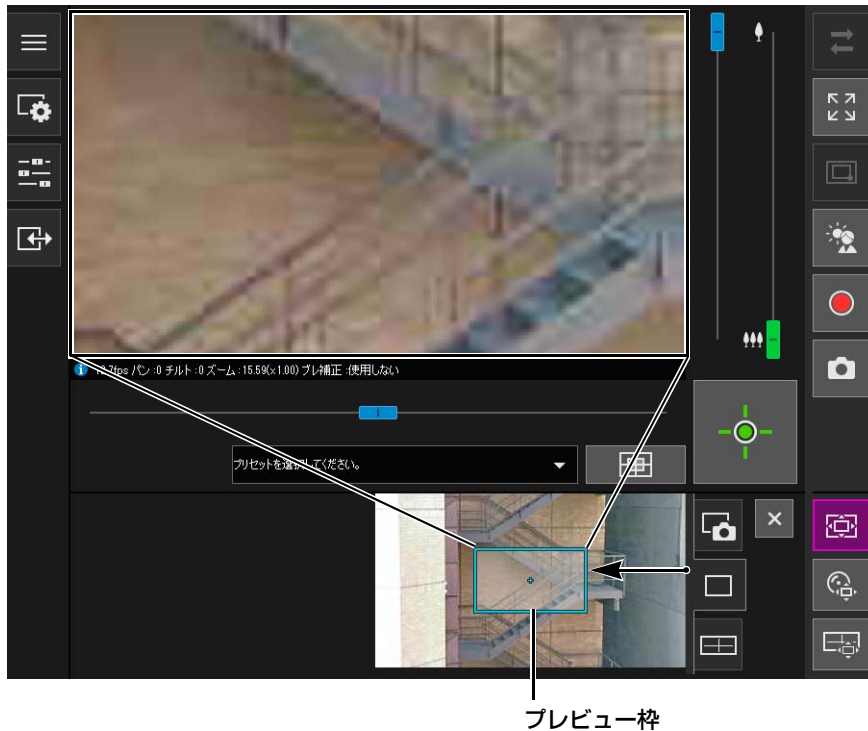 12.7fps パン :0 チルト :0 ズーム : 15.59(x1.00) ブレ補正 :使用しない
プリセットを選択してください。
プレビュー枠